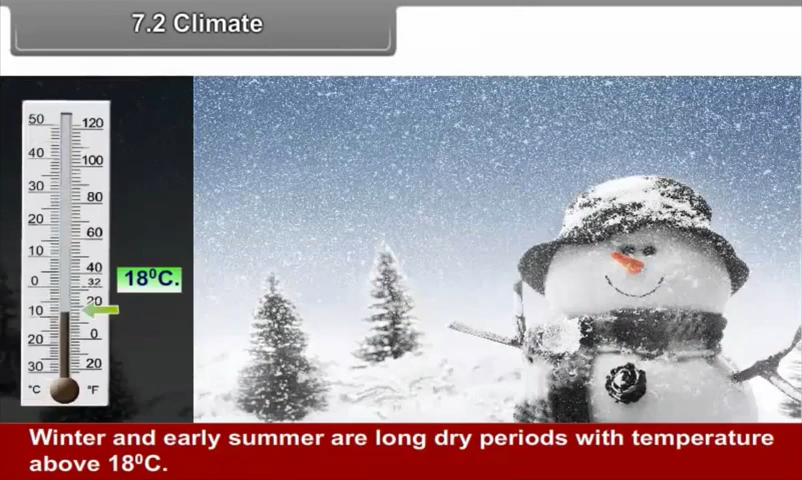 7.2 Climate
50 120
40 100
30 80
20 60
10 40
0 32
10 20
20 0
30 20
°C °F
18⁰C.
Winter and early summer are long dry periods with temperature
above 18⁰C.